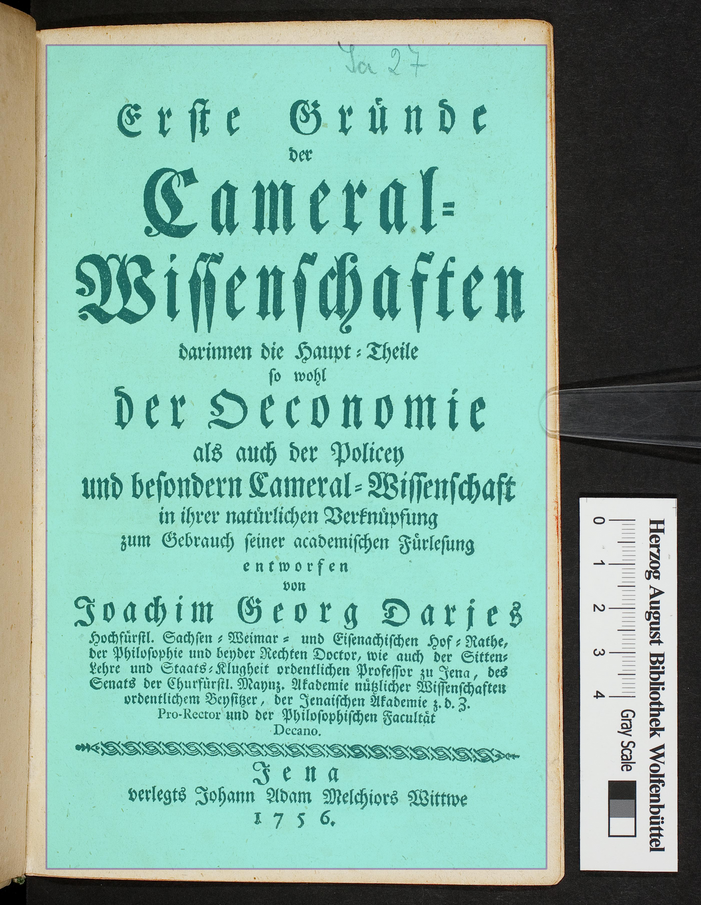 Ja 27
Erste Gründe
der
Cameral=
Wissenschaften
darinnen die Haupt=Theile
so wohl
der Oeconomie
als auch der Policey
und besondern Cameral=Wissenschaft
in ihrer natürlichen Verknüpfung
zum Gebrauch seiner academischen Fürlesung
entworfen
von
Joachim Georg Darjes
Hochfürstl. Sachsen=Weimar= und Eisenachischen Hof=Rathe,
der Philosophie und beyder Rechten Doctor, wie auch der Sitten=
Lehre und Staats=Klugheit ordentlichen Professor zu Jena, des
Senats der Churfürstl. Maynz. Akademie nützlicher Wissenschaften
ordentlichem Beysitzer, der Jenaischen Akademie z. d. Z.
Pro-Rector und der Philosophischen Facultät
Decano.
Jena
verlegts Johann Adam Melchiors Wittwe
1756.
Herzog August Bibliothek Wolfenbüttel
0 1 2 3 4
Gray Scale